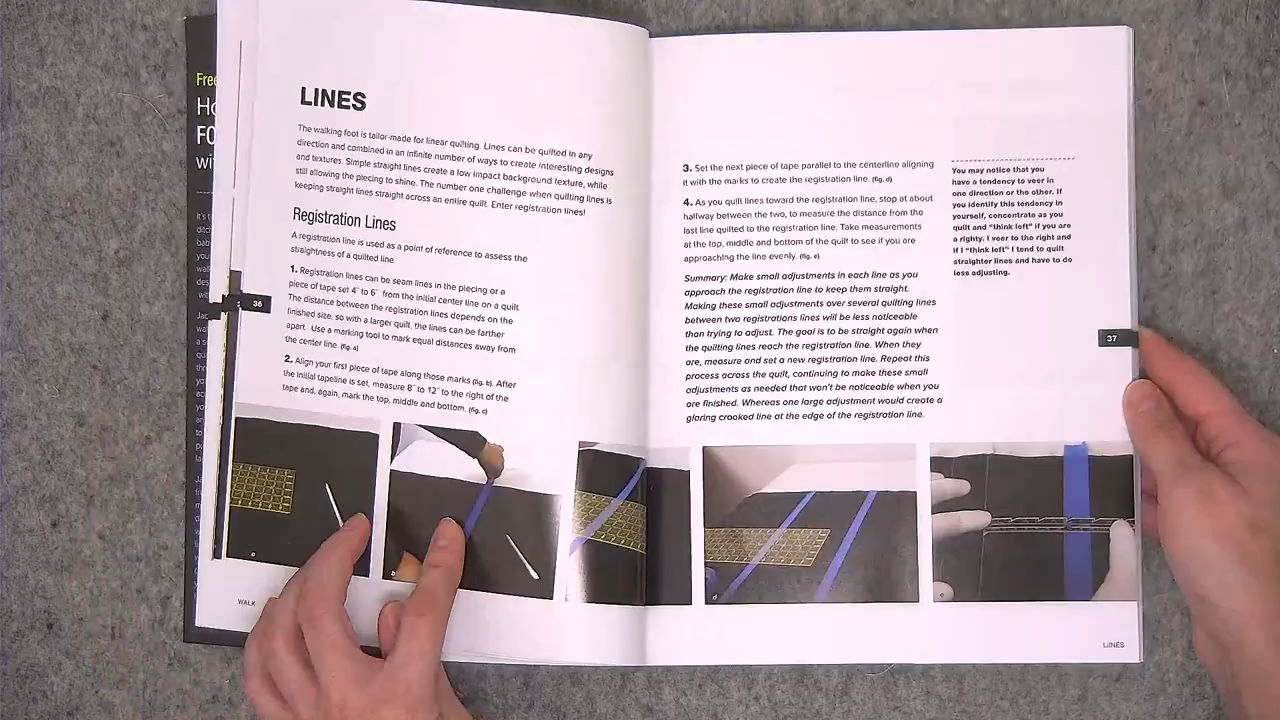 LINES
The walking foot is tailor-made for linear quilting. Lines can be quilted in any
direction and combined in an infinite number of ways to create interesting designs
and textures. Simple straight lines create a low impact background texture, while
still allowing the piecing to shine. The number one challenge when quilting lines is
keeping straight lines straight across an entire quilt. Enter registration lines!
Registration Lines
A registration line is used as a point of reference to assess the
straightness of a quilted line.
1. Registration lines can be seam lines in the piecing or a
piece of tape set 4" to 6" from the initial center line on a quilt.
The distance between the registration lines depends on the
finished size, so with a larger quilt, the lines can be farther
apart. Use a marking tool to mark equal distances away from
the center line. (fig. a)
2. Align your first piece of tape along those marks (fig. b). After
the initial tapeline is set, measure 8" to 12" to the right of the
tape and, again, mark the top, middle and bottom. (fig. c)
36
a
b
WALK
3. Set the next piece of tape parallel to the centerline aligning
it with the marks to create the registration line. (fig. d)
4. As you quilt lines toward the registration line, stop at about
halfway between the two, to measure the distance from the
last line quilted to the registration line. Take measurements
at the top, middle and bottom of the quilt to see if you are
approaching the line evenly. (fig. e)
Summary: Make small adjustments in each line as you
approach the registration line to keep them straight.
Making these small adjustments over several quilting lines
between two registrations lines will be less noticeable
than trying to adjust. The goal is to be straight again when
the quilting lines reach the registration line. When they
are, measure and set a new registration line. Repeat this
process across the quilt, continuing to make these small
adjustments as needed that won't be noticeable when you
are finished. Whereas one large adjustment would create a
glaring crooked line at the edge of the registration line.
You may notice that you
have a tendency to veer in
one direction or the other. If
you identify this tendency in
yourself, concentrate as you
quilt and "think left" if you are
a righty. I veer to the right and
if I "think left" I tend to quilt
straighter lines and have to do
less adjusting.
37
d
e
LINES
Free
Ho
FO
wi